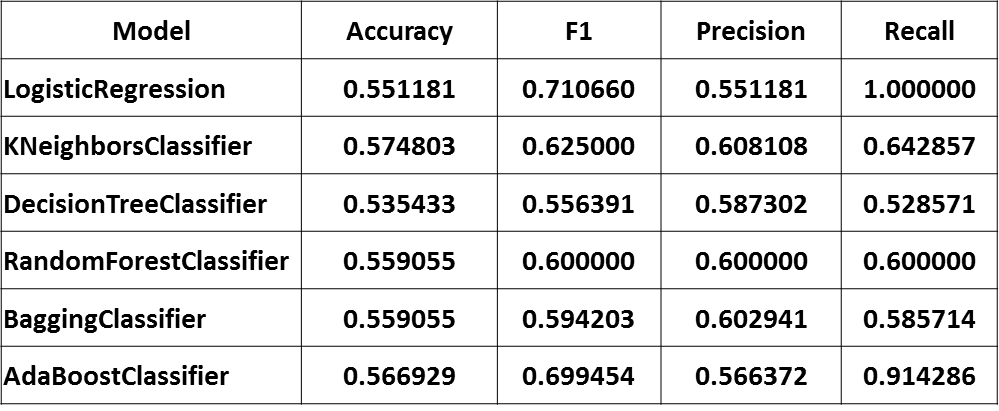 Model Accuracy F1 Precision Recall
LogisticRegression 0.551181 0.710660 0.551181 1.000000
KNeighborsClassifier 0.574803 0.625000 0.608108 0.642857
DecisionTreeClassifier 0.535433 0.556391 0.587302 0.528571
RandomForestClassifier 0.559055 0.600000 0.600000 0.600000
BaggingClassifier 0.559055 0.594203 0.602941 0.585714
AdaBoostClassifier 0.566929 0.699454 0.566372 0.914286